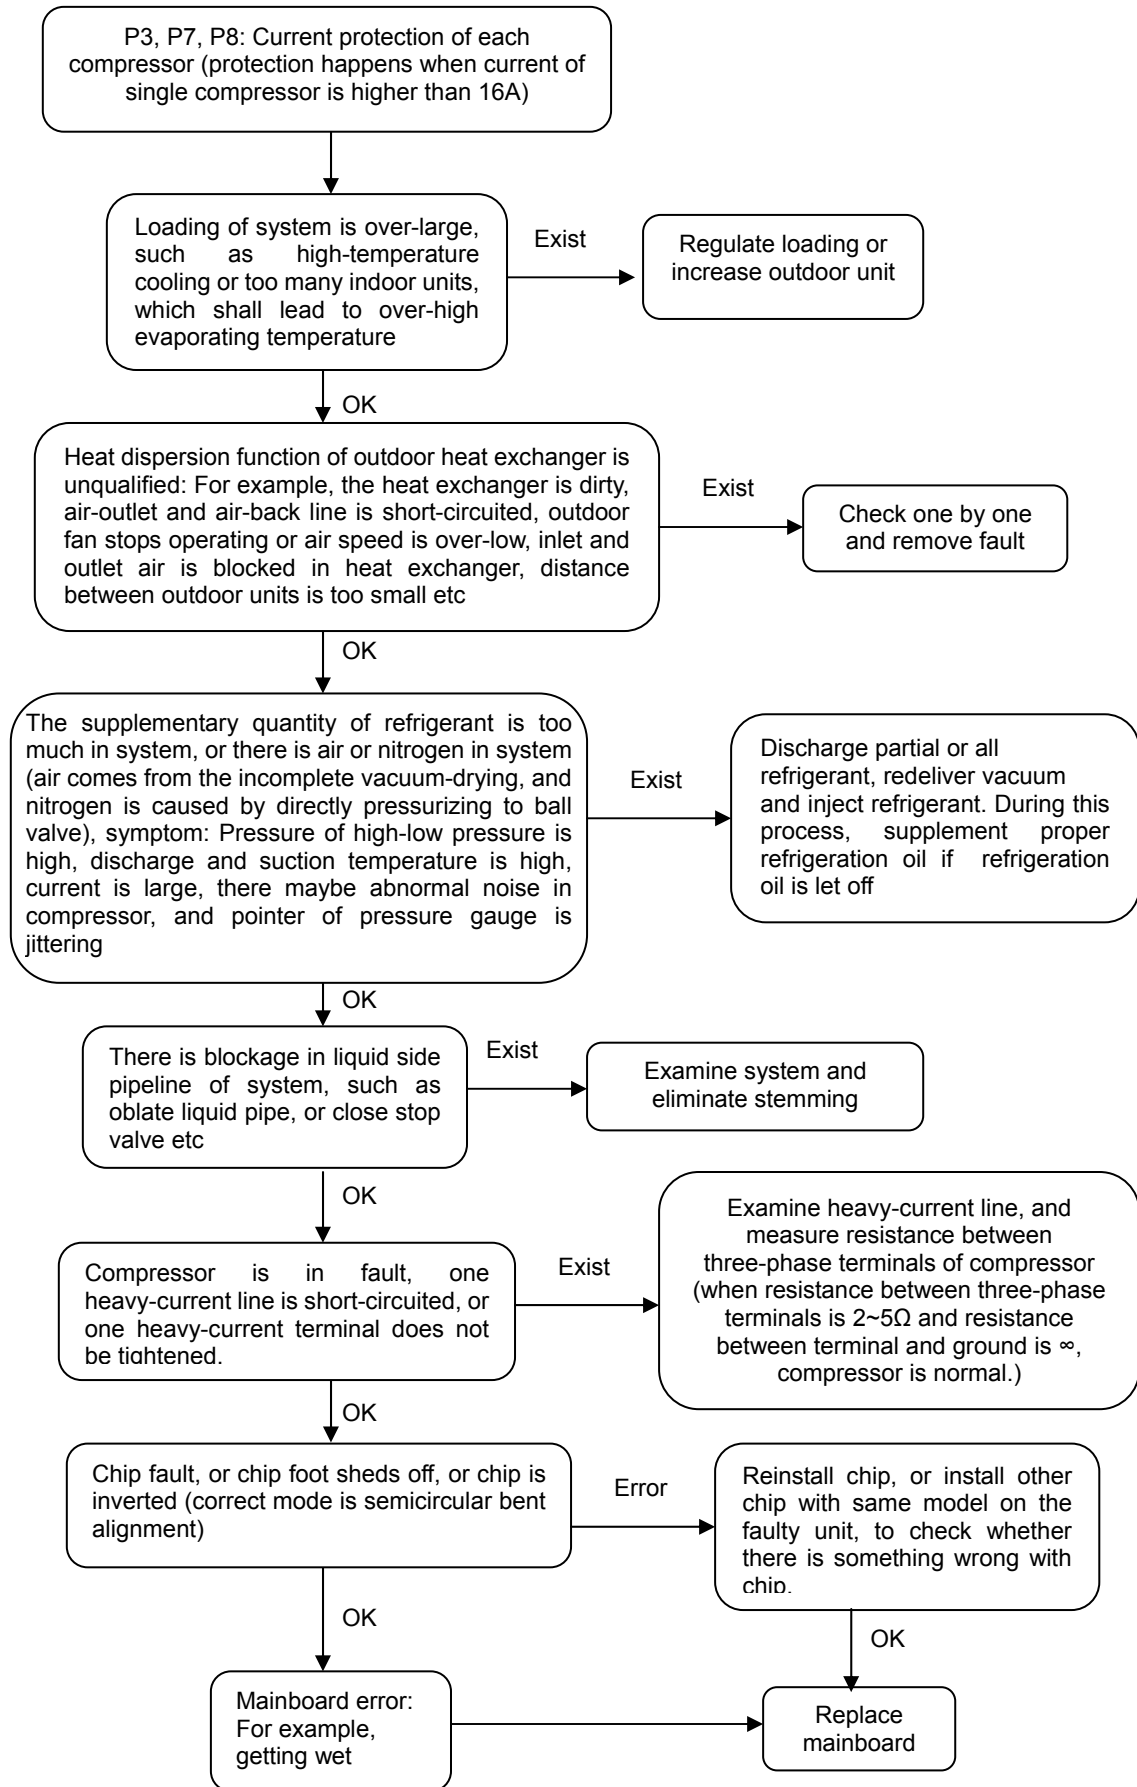 P3, P7, P8: Current protection of each
compressor (protection happens when current of
single compressor is higher than 16A)
Loading of system is over-large,
such as high-temperature
cooling or too many indoor units,
which shall lead to over-high
evaporating temperature
Exist
Regulate loading or
increase outdoor unit
OK
Heat dispersion function of outdoor heat exchanger is
unqualified: For example, the heat exchanger is dirty,
air-outlet and air-back line is short-circuited, outdoor
fan stops operating or air speed is over-low, inlet and
outlet air is blocked in heat exchanger, distance
between outdoor units is too small etc
Exist
Check one by one
and remove fault
OK
The supplementary quantity of refrigerant is too
much in system, or there is air or nitrogen in system
(air comes from the incomplete vacuum-drying, and
nitrogen is caused by directly pressurizing to ball
valve), symptom: Pressure of high-low pressure is
high, discharge and suction temperature is high,
current is large, there maybe abnormal noise in
compressor, and pointer of pressure gauge is
jittering
Exist
Discharge partial or all
refrigerant, redeliver vacuum
and inject refrigerant. During this
process, supplement proper
refrigeration oil if refrigeration
oil is let off
OK
There is blockage in liquid side
pipeline of system, such as
oblate liquid pipe, or close stop
valve etc
Exist
Examine system and
eliminate stemming
OK
Compressor is in fault, one
heavy-current line is short-circuited, or
one heavy-current terminal does not
be tightened.
Exist
Examine heavy-current line, and
measure resistance between
three-phase terminals of compressor
(when resistance between three-phase
terminals is 2~5Ω and resistance
between terminal and ground is ∞,
compressor is normal.)
OK
Chip fault, or chip foot sheds off, or chip is
inverted (correct mode is semicircular bent
alignment)
Error
Reinstall chip, or install other
chip with same model on the
faulty unit, to check whether
there is something wrong with
chip.
OK
OK
Mainboard error:
For example,
getting wet
Replace
mainboard